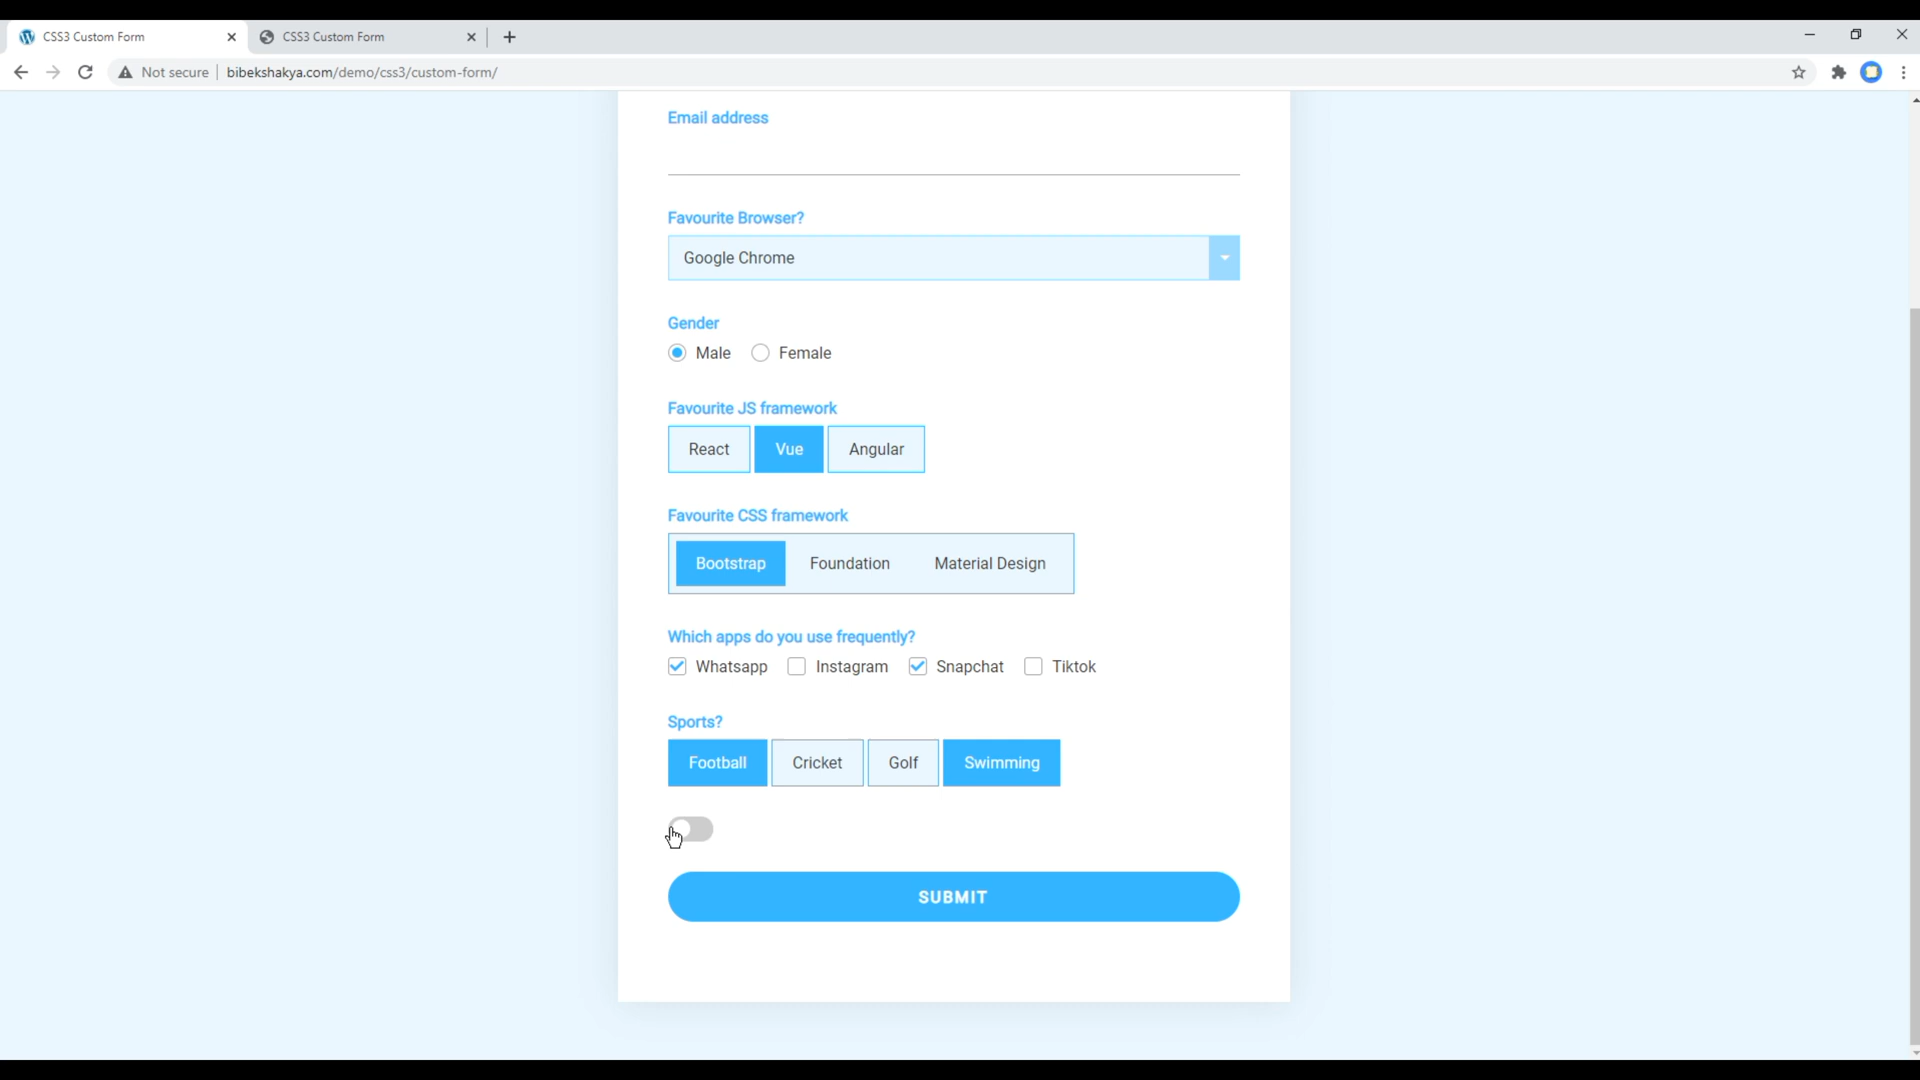 CSS3 Custom Form
CSS3 Custom Form
Not secure
bibekshakya.com/demo/css3/custom-form/
Email address
Favourite Browser?
Google Chrome
Gender
Male Female
Favourite JS framework
React Vue Angular
Favourite CSS framework
Bootstrap Foundation Material Design
Which apps do you use frequently?
Whatsapp Instagram Snapchat Tiktok
Sports?
Football Cricket Golf Swimming
SUBMIT